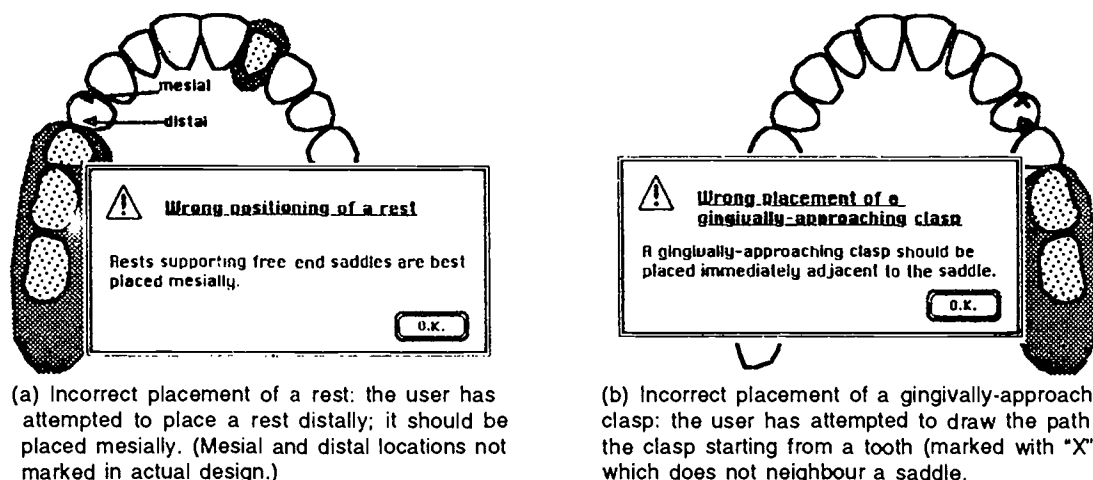 mesial
distal
Wrong positioning of a rest
Rests supporting free end saddles are best
placed mesially.
O.K.
(a) Incorrect placement of a rest: the user has
attempted to place a rest distally; it should be
placed mesially. (Mesial and distal locations not
marked in actual design.)
X
Wrong placement of a
gingivally-approaching clasp
A gingivally-approaching clasp should be
placed immediately adjacent to the saddle.
O.K.
(b) Incorrect placement of a gingivally-approach
clasp: the user has attempted to draw the path
the clasp starting from a tooth (marked with "X"
which does not neighbour a saddle.